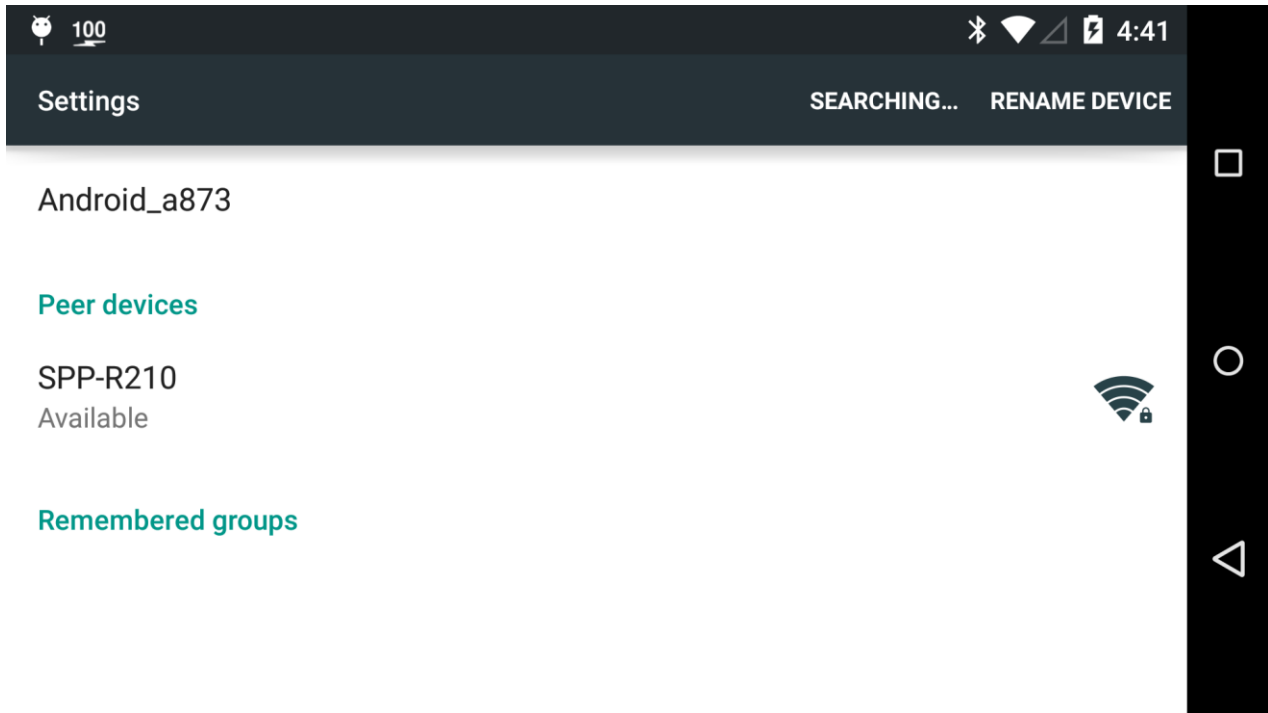 100
4:41
Settings
SEARCHING...
RENAME DEVICE
Android_a873
Peer devices
SPP-R210
Available
Remembered groups